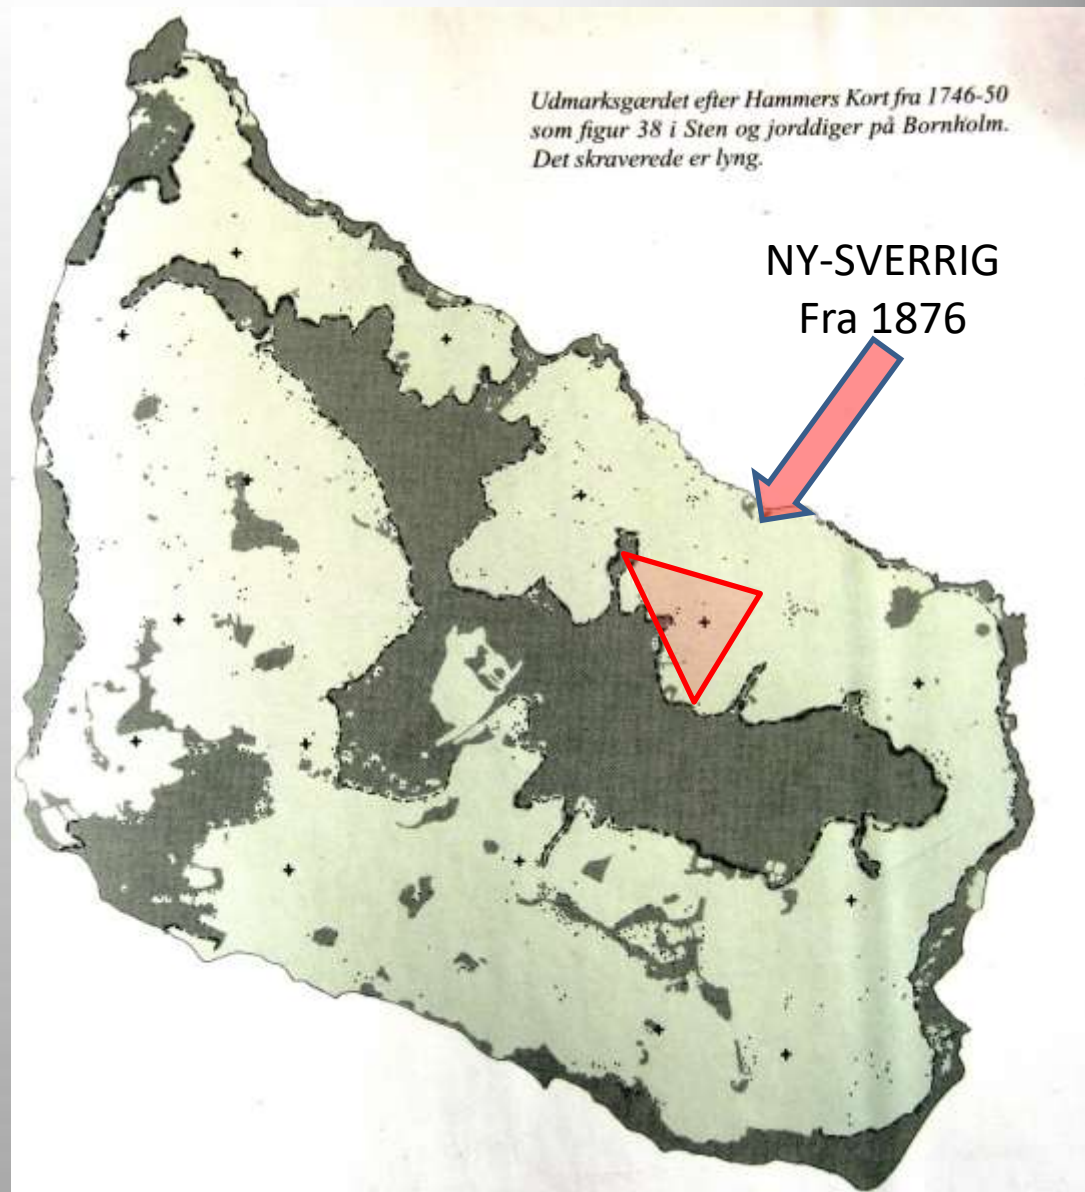 Udmarksgærdet efter Hammers Kort fra 1746-50
som figur 38 i Sten og jorddiger på Bornholm.
Det skraverede er lyng.
NY-SVERRIG
Fra 1876